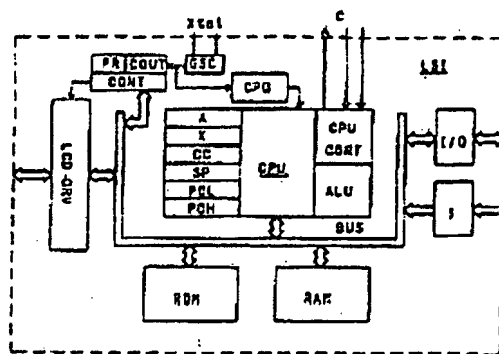 Xtal
C
PR COUT
OSC
LSI
CONT
CPG
LCD-DRV
A
X
CC
SP
PCL
PCH
CPU
CPU
CONT
ALU
I/O
BUS
ROM
RAM